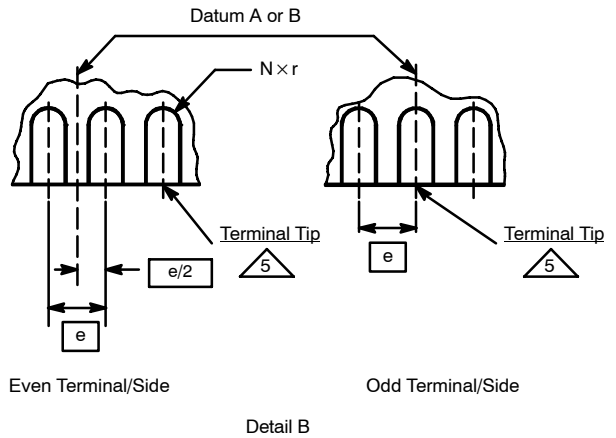 Datum A or B
N × r
Terminal Tip
5
e/2
e
Even Terminal/Side
Terminal Tip
5
e
Odd Terminal/Side
Detail B